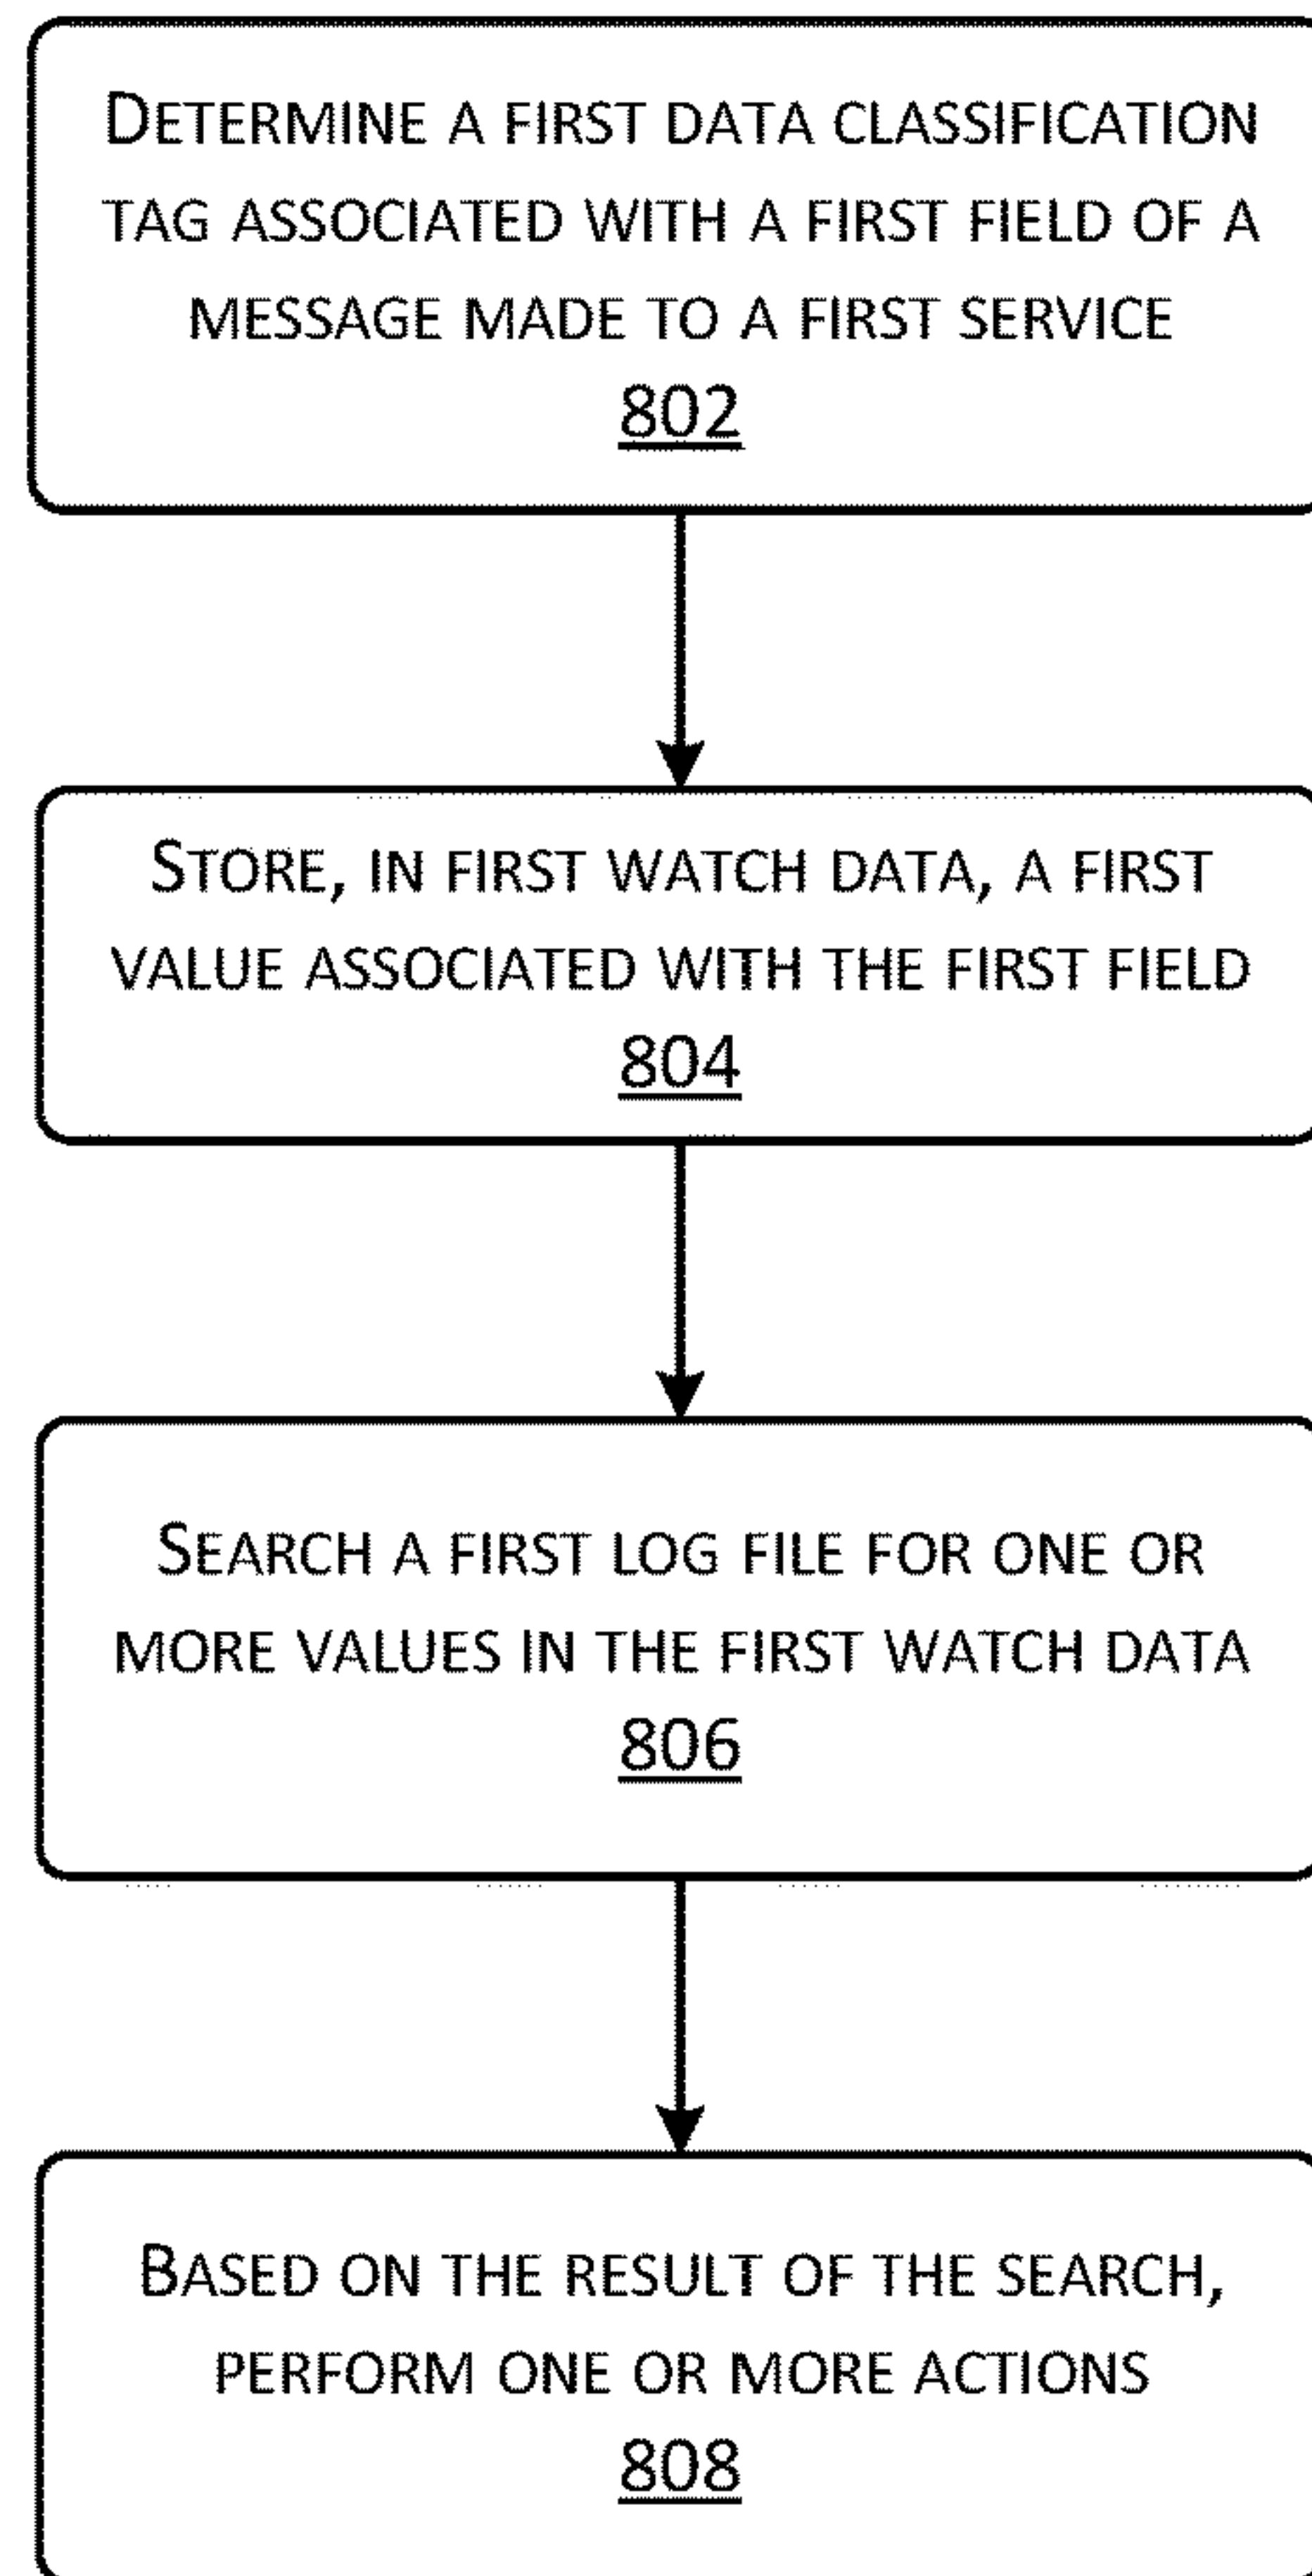 DETERMINE A FIRST DATA CLASSIFICATION
TAG ASSOCIATED WITH A FIRST FIELD OF A
MESSAGE MADE TO A FIRST SERVICE
802
STORE, IN FIRST WATCH DATA, A FIRST
VALUE ASSOCIATED WITH THE FIRST FIELD
804
SEARCH A FIRST LOG FILE FOR ONE OR
MORE VALUES IN THE FIRST WATCH DATA
806
BASED ON THE RESULT OF THE SEARCH,
PERFORM ONE OR MORE ACTIONS
808